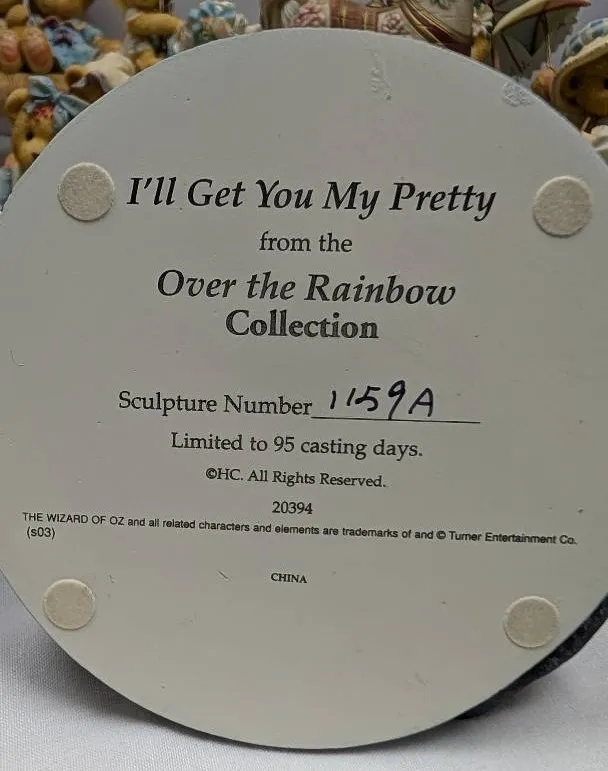 I'll Get You My Pretty
from the
Over the Rainbow
Collection
Sculpture Number 1159A
Limited to 95 casting days.
©HC. All Rights Reserved.
20394
THE WIZARD OF OZ and all related characters and elements are trademarks of and © Turner Entertainment Co.
(s03)
CHINA